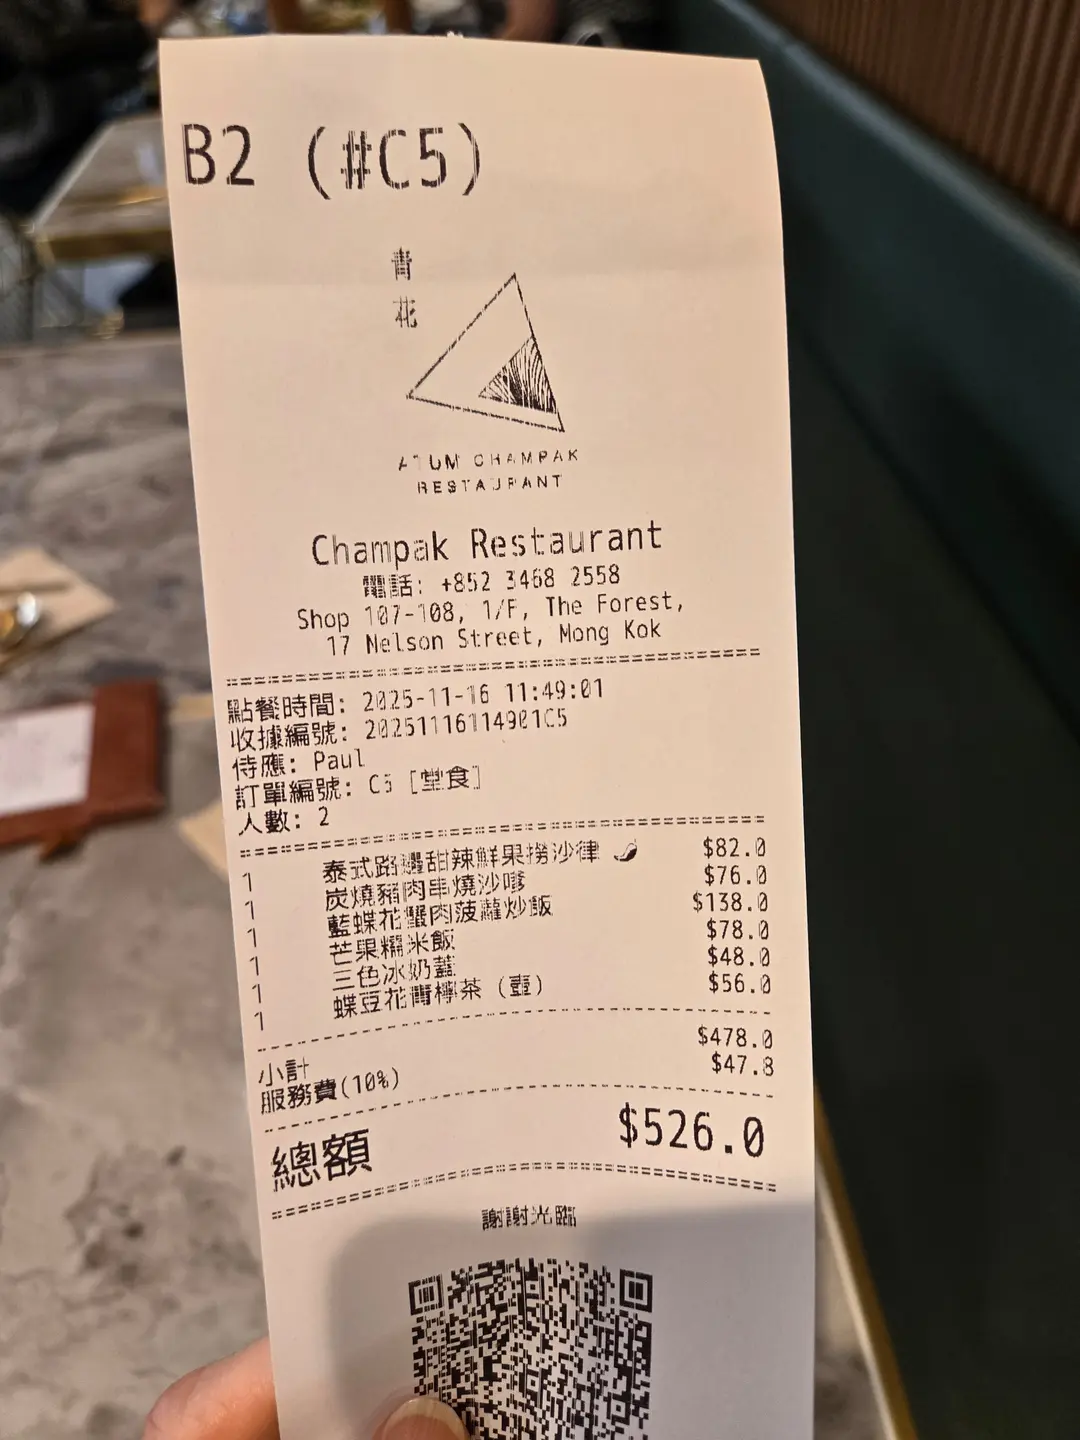 B2 (#C5)
青
花
ATUM CHAMPAK
RESTAURANT
Champak Restaurant
電話: +852 3468 2558
Shop 107-108, 1/F, The Forest,
17 Nelson Street, Mong Kok
點餐時間: 2025-11-16 11:49:01
收據編號: 20251116114901C5
侍應: Paul
訂單編號: C5 [堂食]
人數: 2
1 泰式路邊甜辣鮮果撈沙律 $82.0
1 炭燒豬肉串燒沙嗲 $76.0
1 藍蝶花蟹肉菠蘿炒飯 $138.0
1 芒果糯米飯 $78.0
1 三色冰奶蓋 $48.0
1 蝶豆花青檸茶 (壺) $56.0
小計 $478.0
服務費(10%) $47.8
總額 $526.0
謝謝光臨